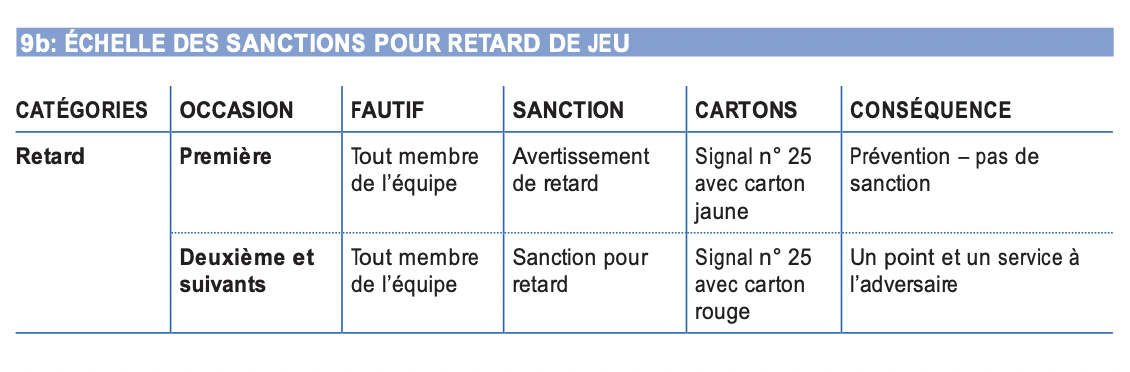 9b: ÉCHELLE DES SANCTIONS POUR RETARD DE JEU
CATÉGORIES OCCASION FAUTIF SANCTION CARTONS CONSÉQUENCE
Retard Première Tout membre Avertissement Signal n° 25 Prévention – pas de
de l'équipe de retard avec carton sanction
jaune
Deuxième et Tout membre Sanction pour Signal n° 25 Un point et un service à
suivants de l'équipe retard avec carton l'adversaire
rouge